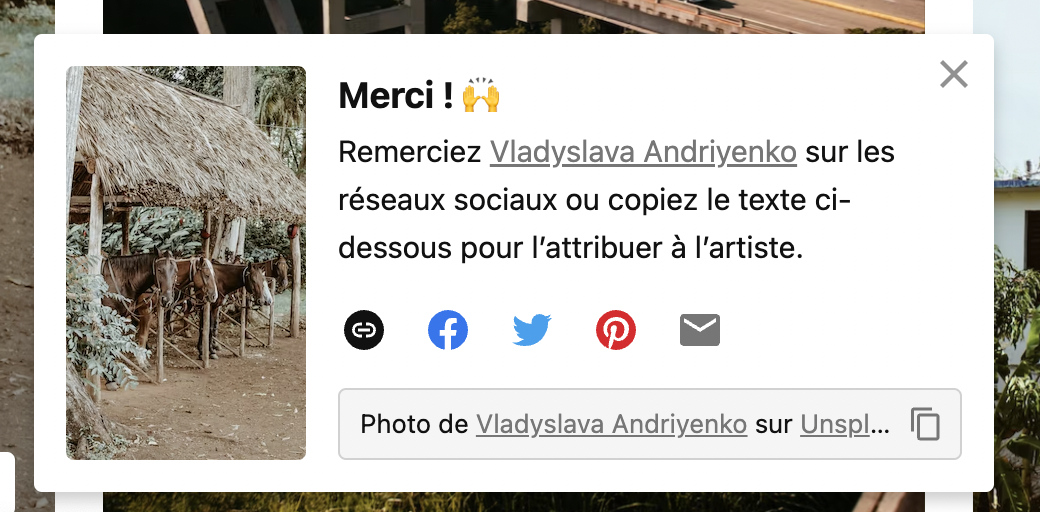 Merci ! 🙌
Remerciez Vladyslava Andriyenko sur les
réseaux sociaux ou copiez le texte ci-
dessous pour l’attribuer à l’artiste.
Photo de Vladyslava Andriyenko sur Unspl...